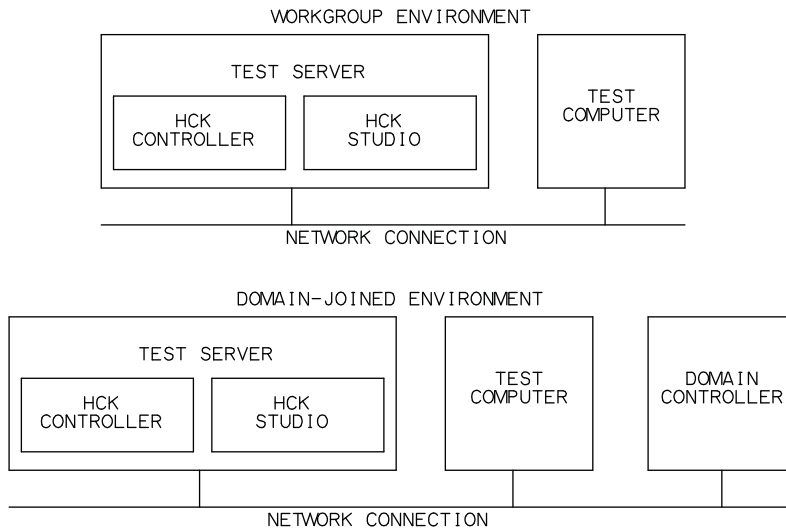 WORKGROUP ENVIRONMENT
TEST SERVER
HCK
CONTROLLER
HCK
STUDIO
TEST
COMPUTER
NETWORK CONNECTION
DOMAIN-JOINED ENVIRONMENT
TEST SERVER
HCK
CONTROLLER
HCK
STUDIO
TEST
COMPUTER
DOMAIN
CONTROLLER
NETWORK CONNECTION